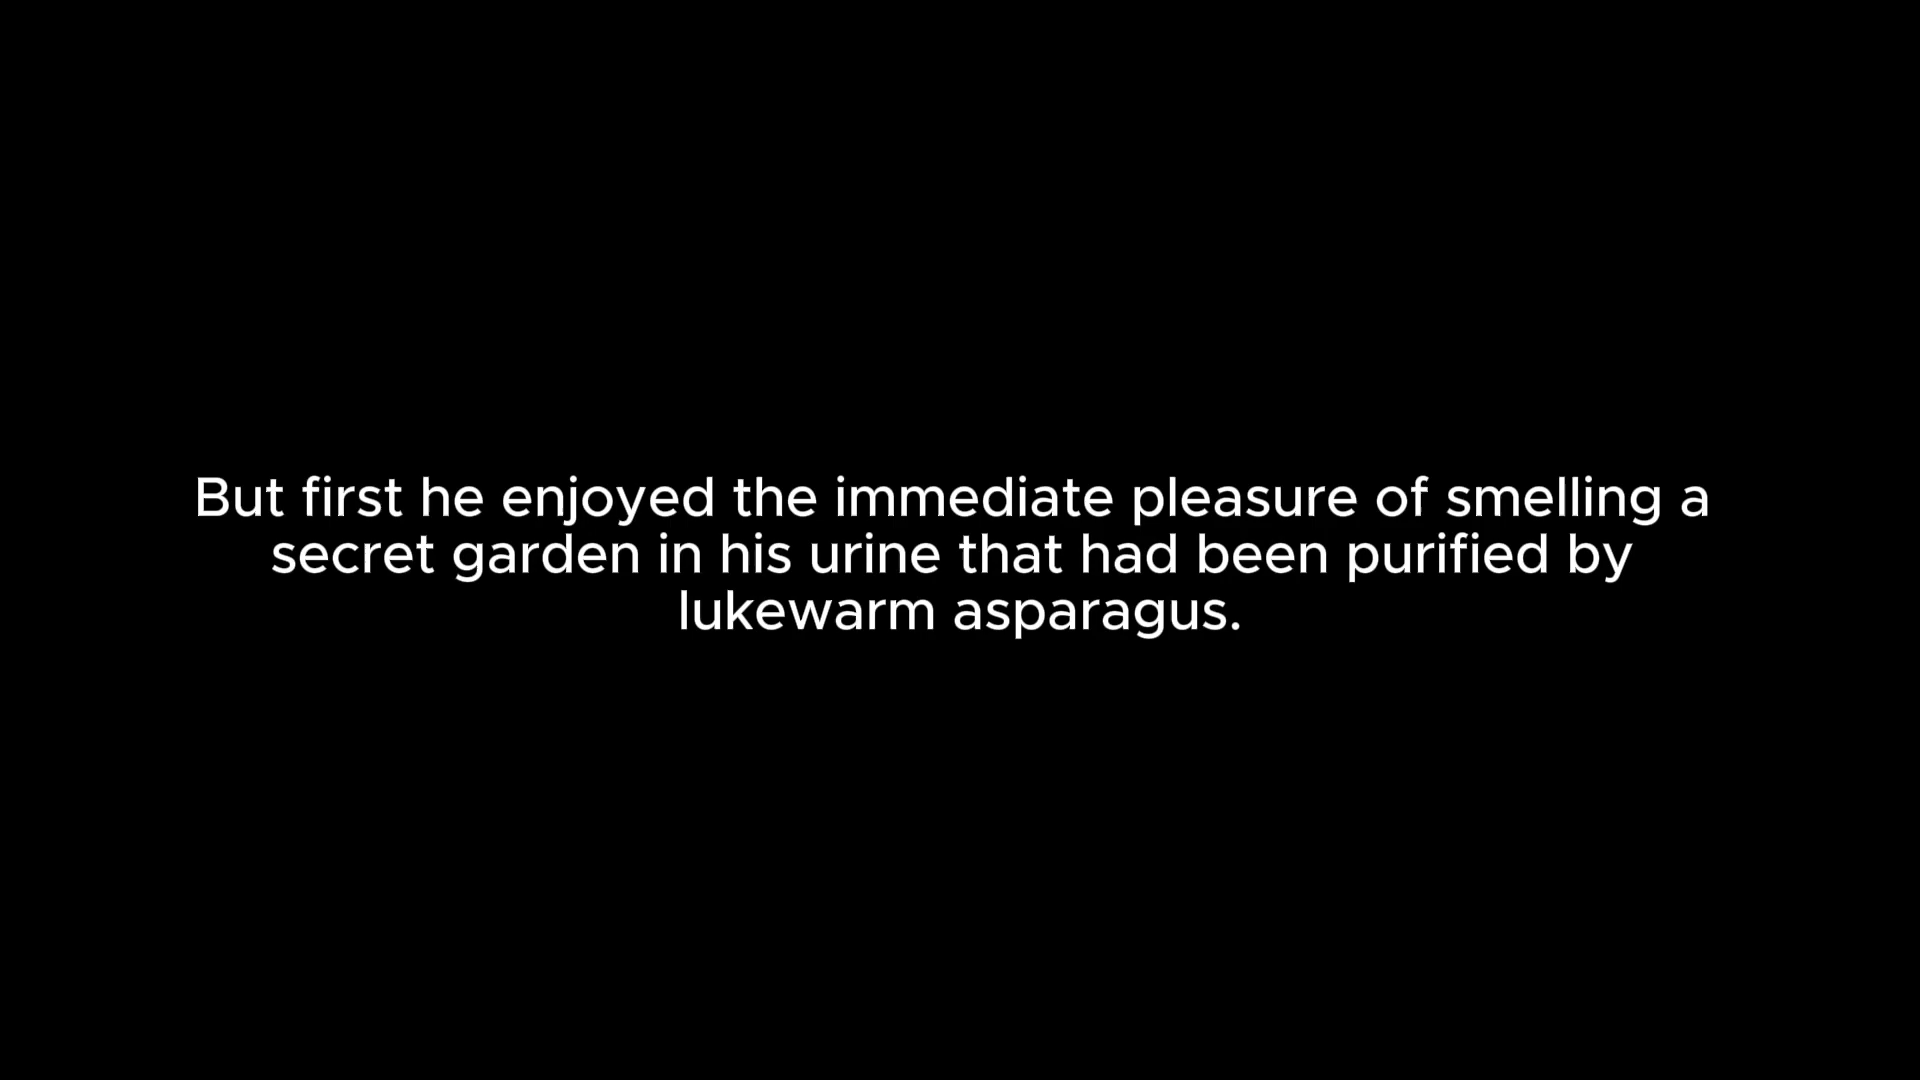 But first he enjoyed the immediate pleasure of smelling a
secret garden in his urine that had been purified by
lukewarm asparagus.